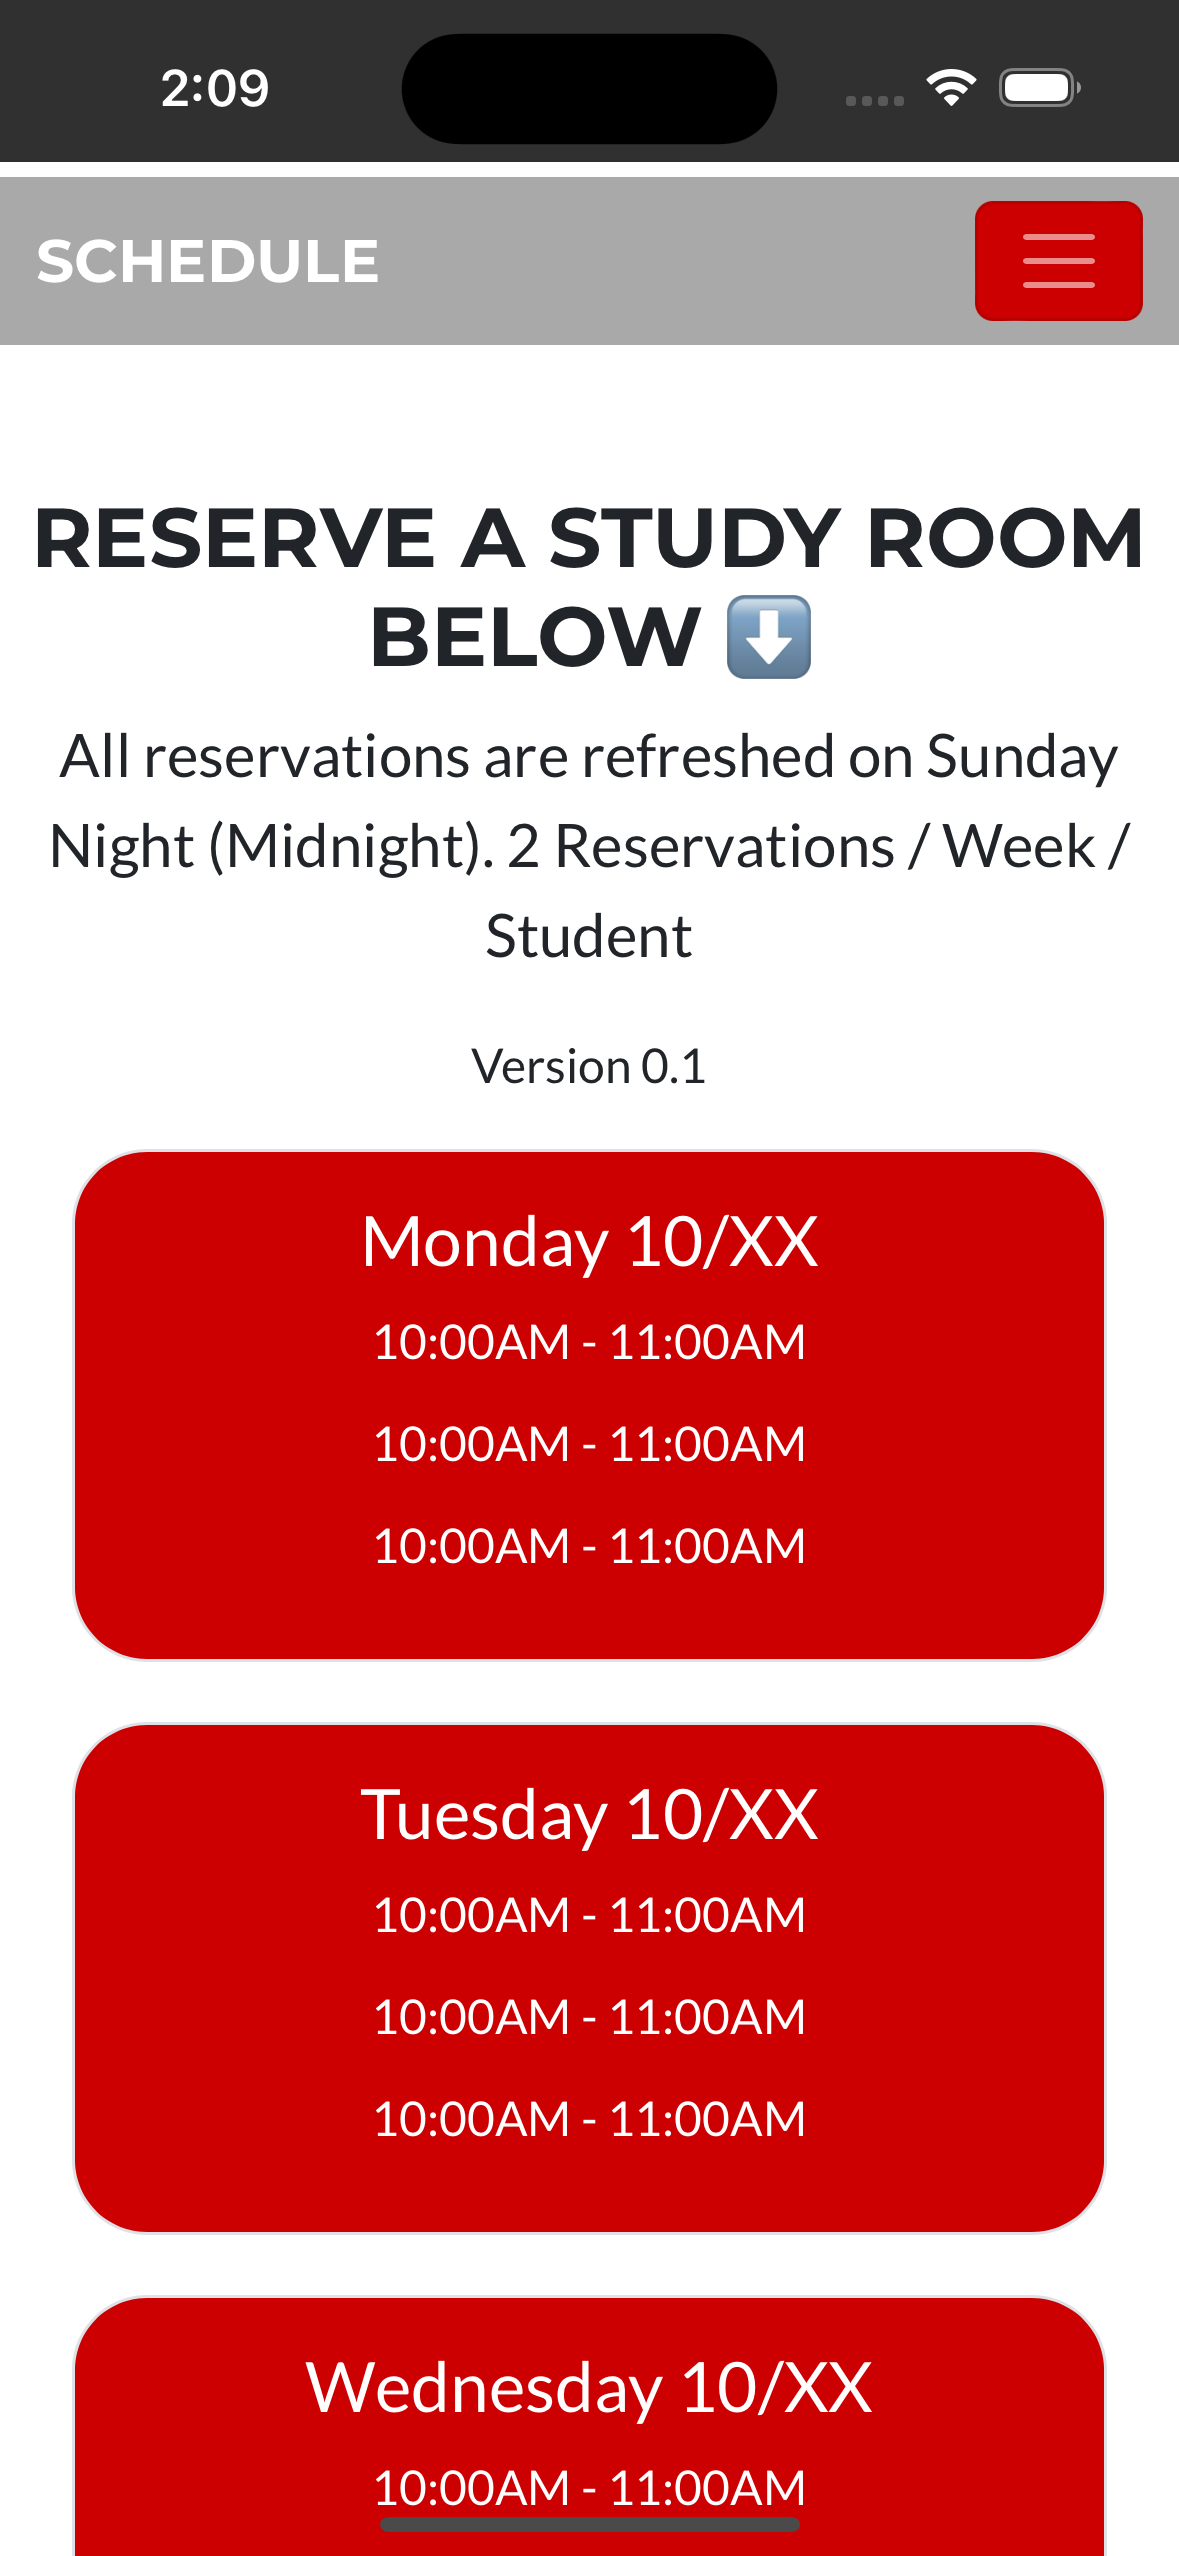 2:09
SCHEDULE
RESERVE A STUDY ROOM
BELOW ⬇️
All reservations are refreshed on Sunday
Night (Midnight). 2 Reservations / Week /
Student
Version 0.1
Monday 10/XX
10:00AM - 11:00AM
10:00AM - 11:00AM
10:00AM - 11:00AM
Tuesday 10/XX
10:00AM - 11:00AM
10:00AM - 11:00AM
10:00AM - 11:00AM
Wednesday 10/XX
10:00AM - 11:00AM